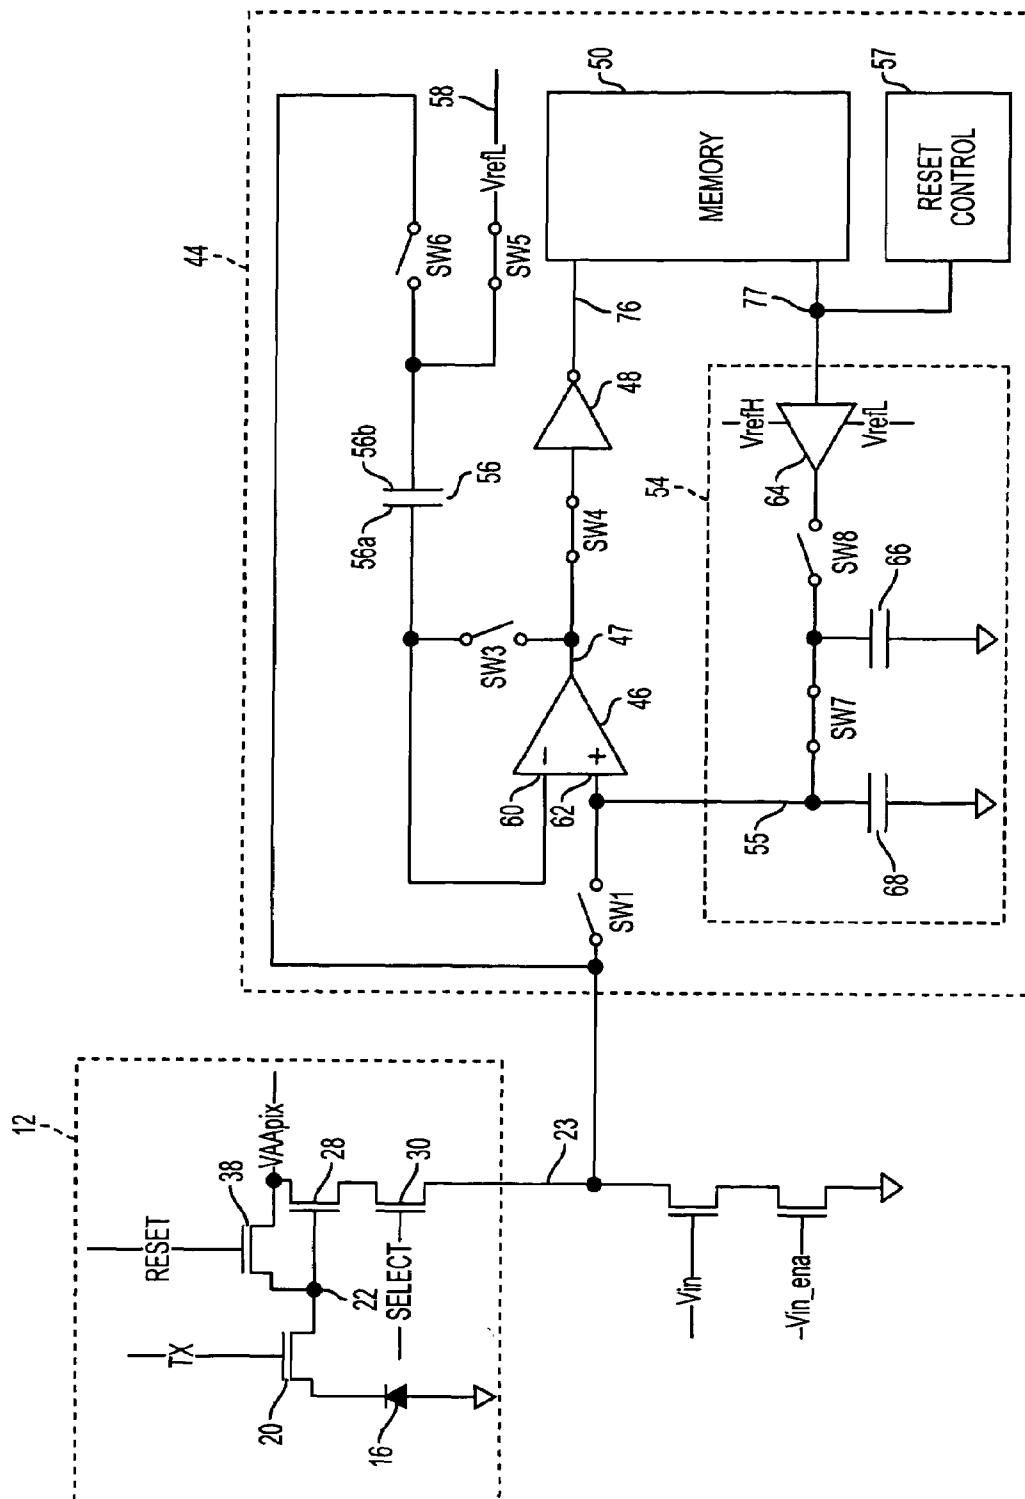 12
RESET
38
VAApix
TX
20
22
28
SELECT
30
16
23
Vin
Vin_ena
44
SW6
58
VrefL
SW5
56a
56b
56
SW3
47
SW4
48
76
50
MEMORY
60
62
46
SW1
77
57
RESET CONTROL
54
VrefH
VrefL
64
SW8
66
SW7
55
68